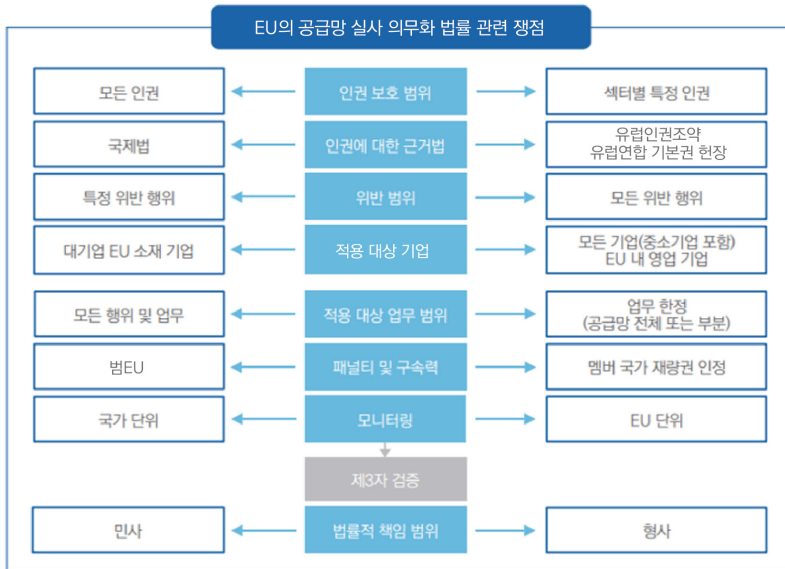 EU의 공급망 실사 의무화 법률 관련 쟁점
모든 인권
인권 보호 범위
섹터별 특정 인권
국제법
인권에 대한 근거법
유럽인권조약
유럽연합 기본권 헌장
특정 위반 행위
위반 범위
모든 위반 행위
대기업 EU 소재 기업
적용 대상 기업
모든 기업(중소기업 포함)
EU 내 영업 기업
모든 행위 및 업무
적용 대상 업무 범위
업무 한정
(공급망 전체 또는 부분)
범EU
패널티 및 구속력
멤버 국가 재량권 인정
국가 단위
모니터링
EU 단위
제3자 검증
민사
법률적 책임 범위
형사